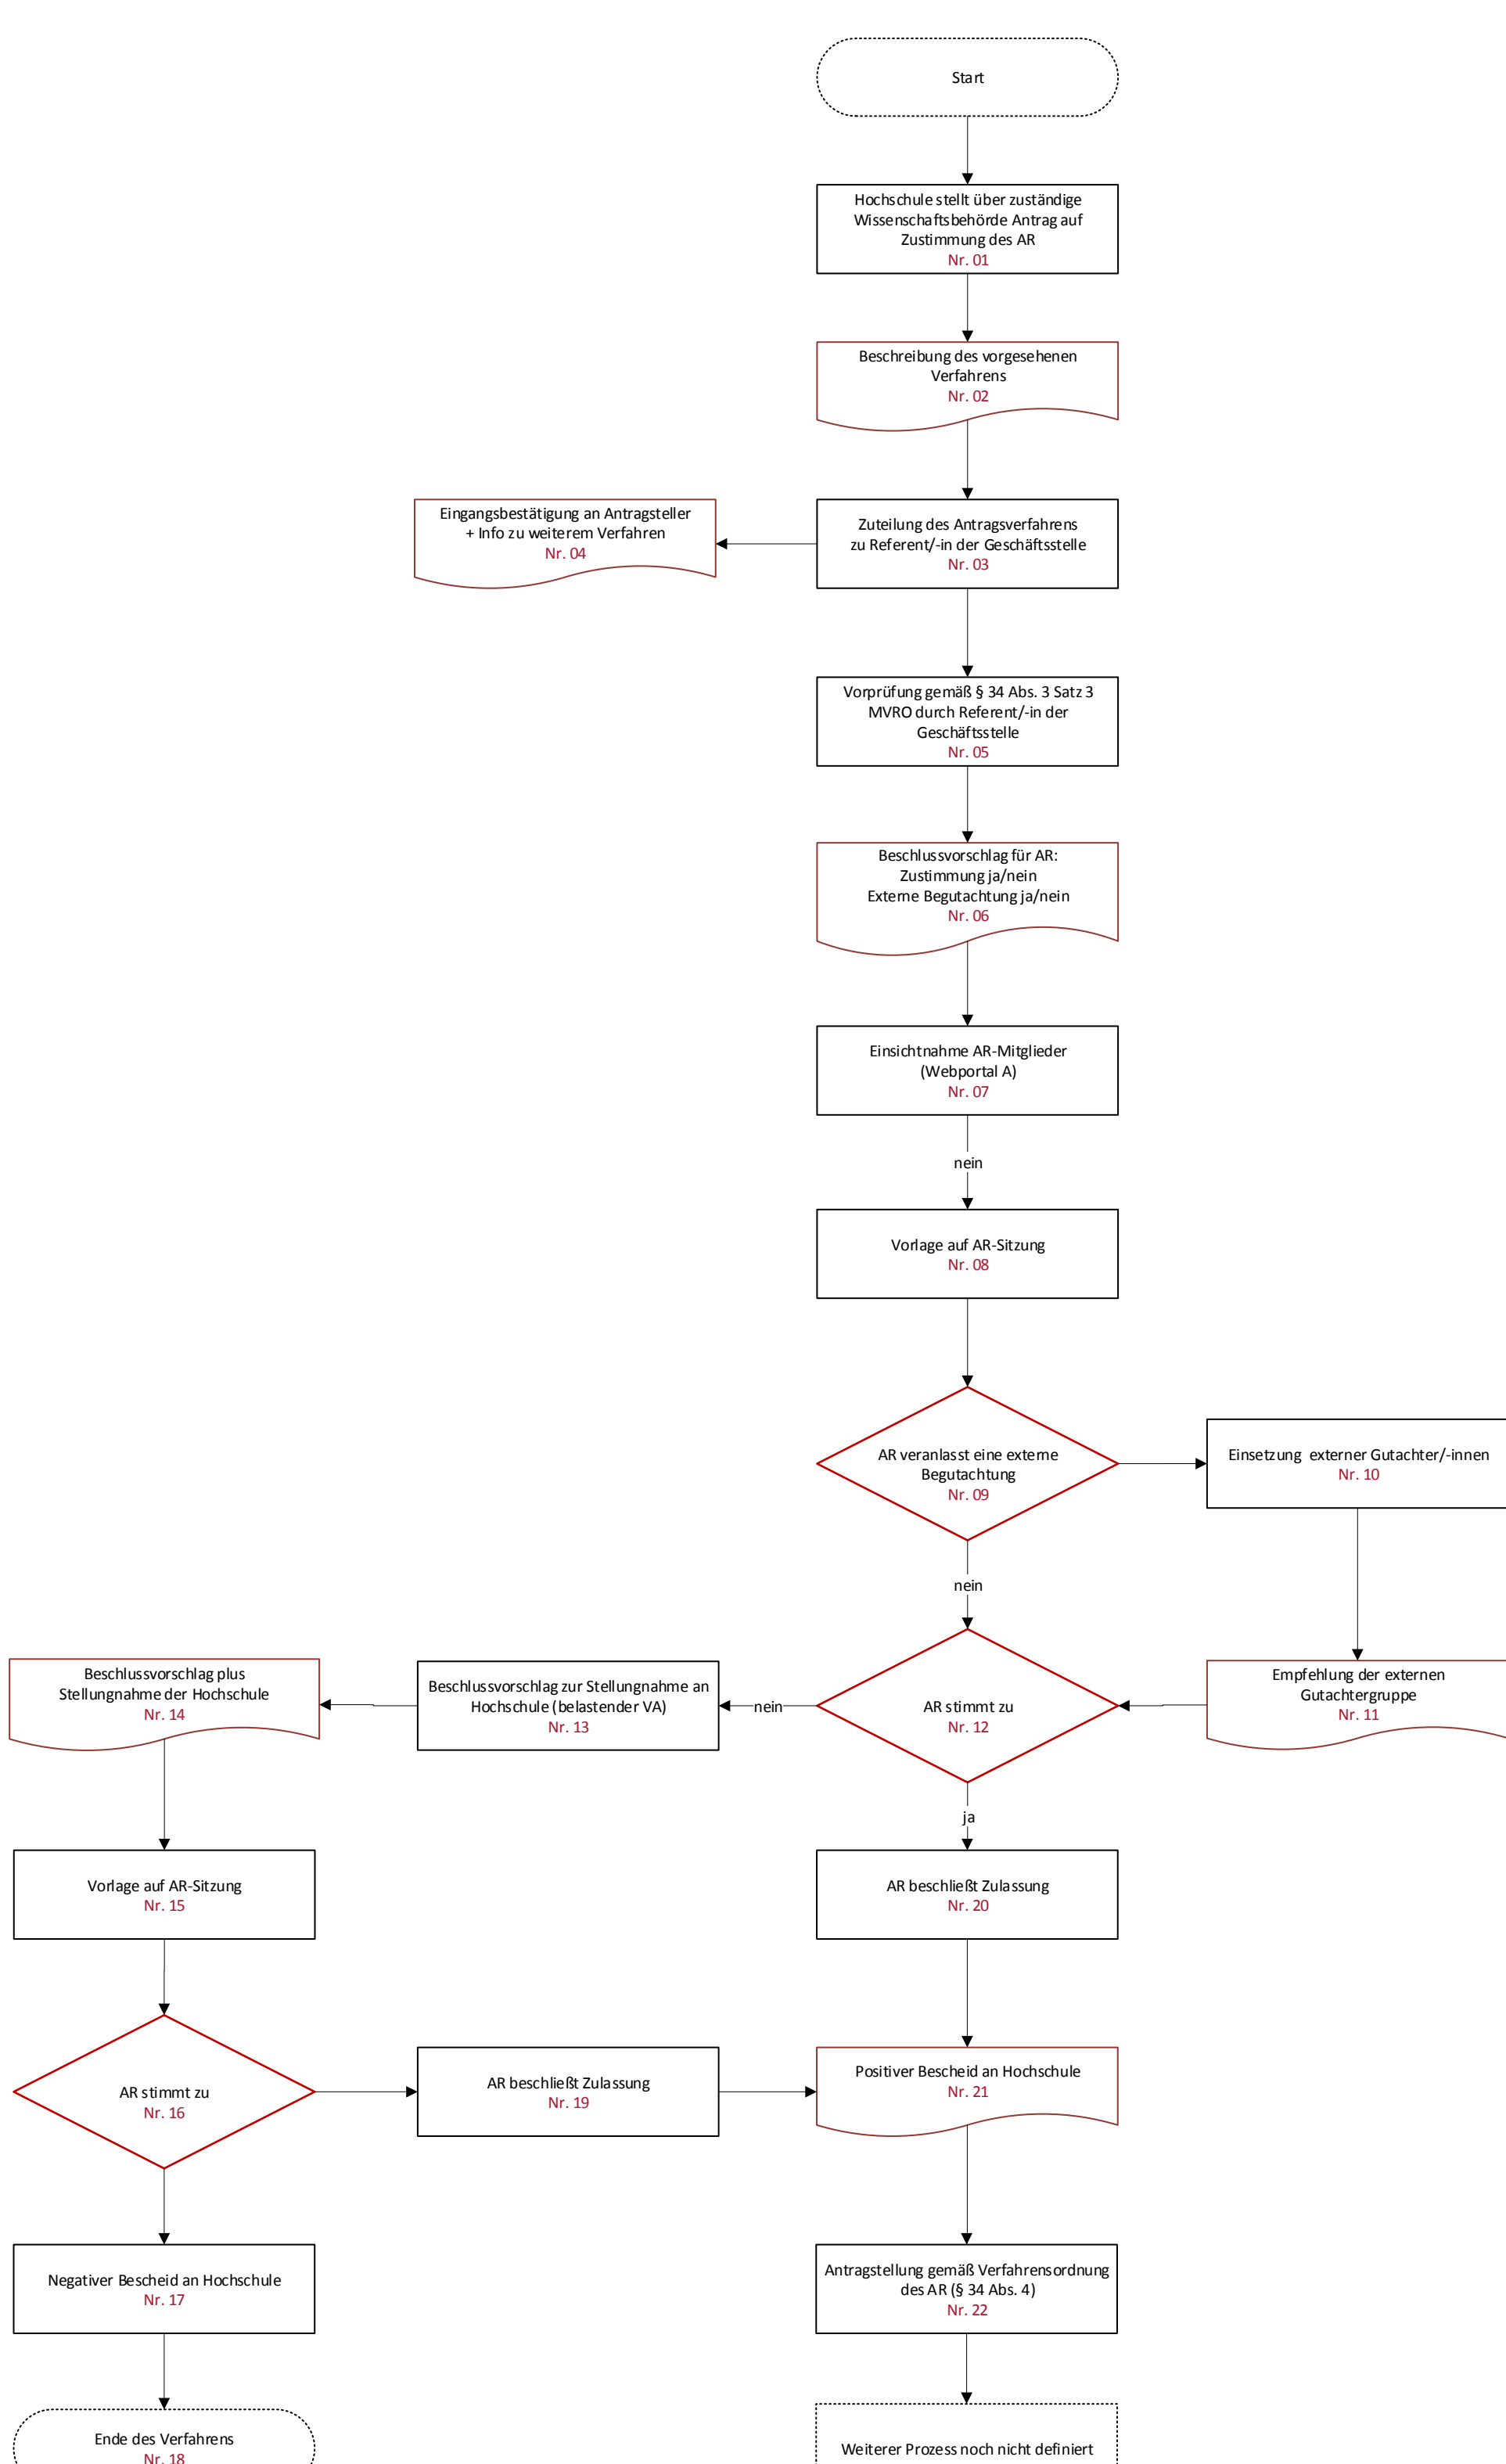 Start
Hochschule stellt über zuständige
Wissenschaftsbehörde Antrag auf
Zustimmung des AR
Nr. 01
Beschreibung des vorgesehenen
Verfahrens
Nr. 02
Eingangsbestätigung an Antragsteller
+ Info zu weiterem Verfahren
Nr. 04
Zuteilung des Antragsverfahrens
zu Referent/-in der Geschäftsstelle
Nr. 03
Vorprüfung gemäß § 34 Abs. 3 Satz 3
MVRO durch Referent/-in der
Geschäftsstelle
Nr. 05
Beschlussvorschlag für AR:
Zustimmung ja/nein
Externe Begutachtung ja/nein
Nr. 06
Einsichtnahme AR-Mitglieder
(Webportal A)
Nr. 07
nein
Vorlage auf AR-Sitzung
Nr. 08
AR veranlasst eine externe
Begutachtung
Nr. 09
Einsetzung externer Gutachter/-innen
Nr. 10
nein
Beschlussvorschlag plus
Stellungnahme der Hochschule
Nr. 14
Beschlussvorschlag zur Stellungnahme an
Hochschule (belastender VA)
Nr. 13
nein
AR stimmt zu
Nr. 12
Empfehlung der externen
Gutachtergruppe
Nr. 11
ja
Vorlage auf AR-Sitzung
Nr. 15
AR beschließt Zulassung
Nr. 20
AR stimmt zu
Nr. 16
AR beschließt Zulassung
Nr. 19
Positiver Bescheid an Hochschule
Nr. 21
Negativer Bescheid an Hochschule
Nr. 17
Antragstellung gemäß Verfahrensordnung
des AR (§ 34 Abs. 4)
Nr. 22
Ende des Verfahrens
Nr. 18
Weiterer Prozess noch nicht definiert